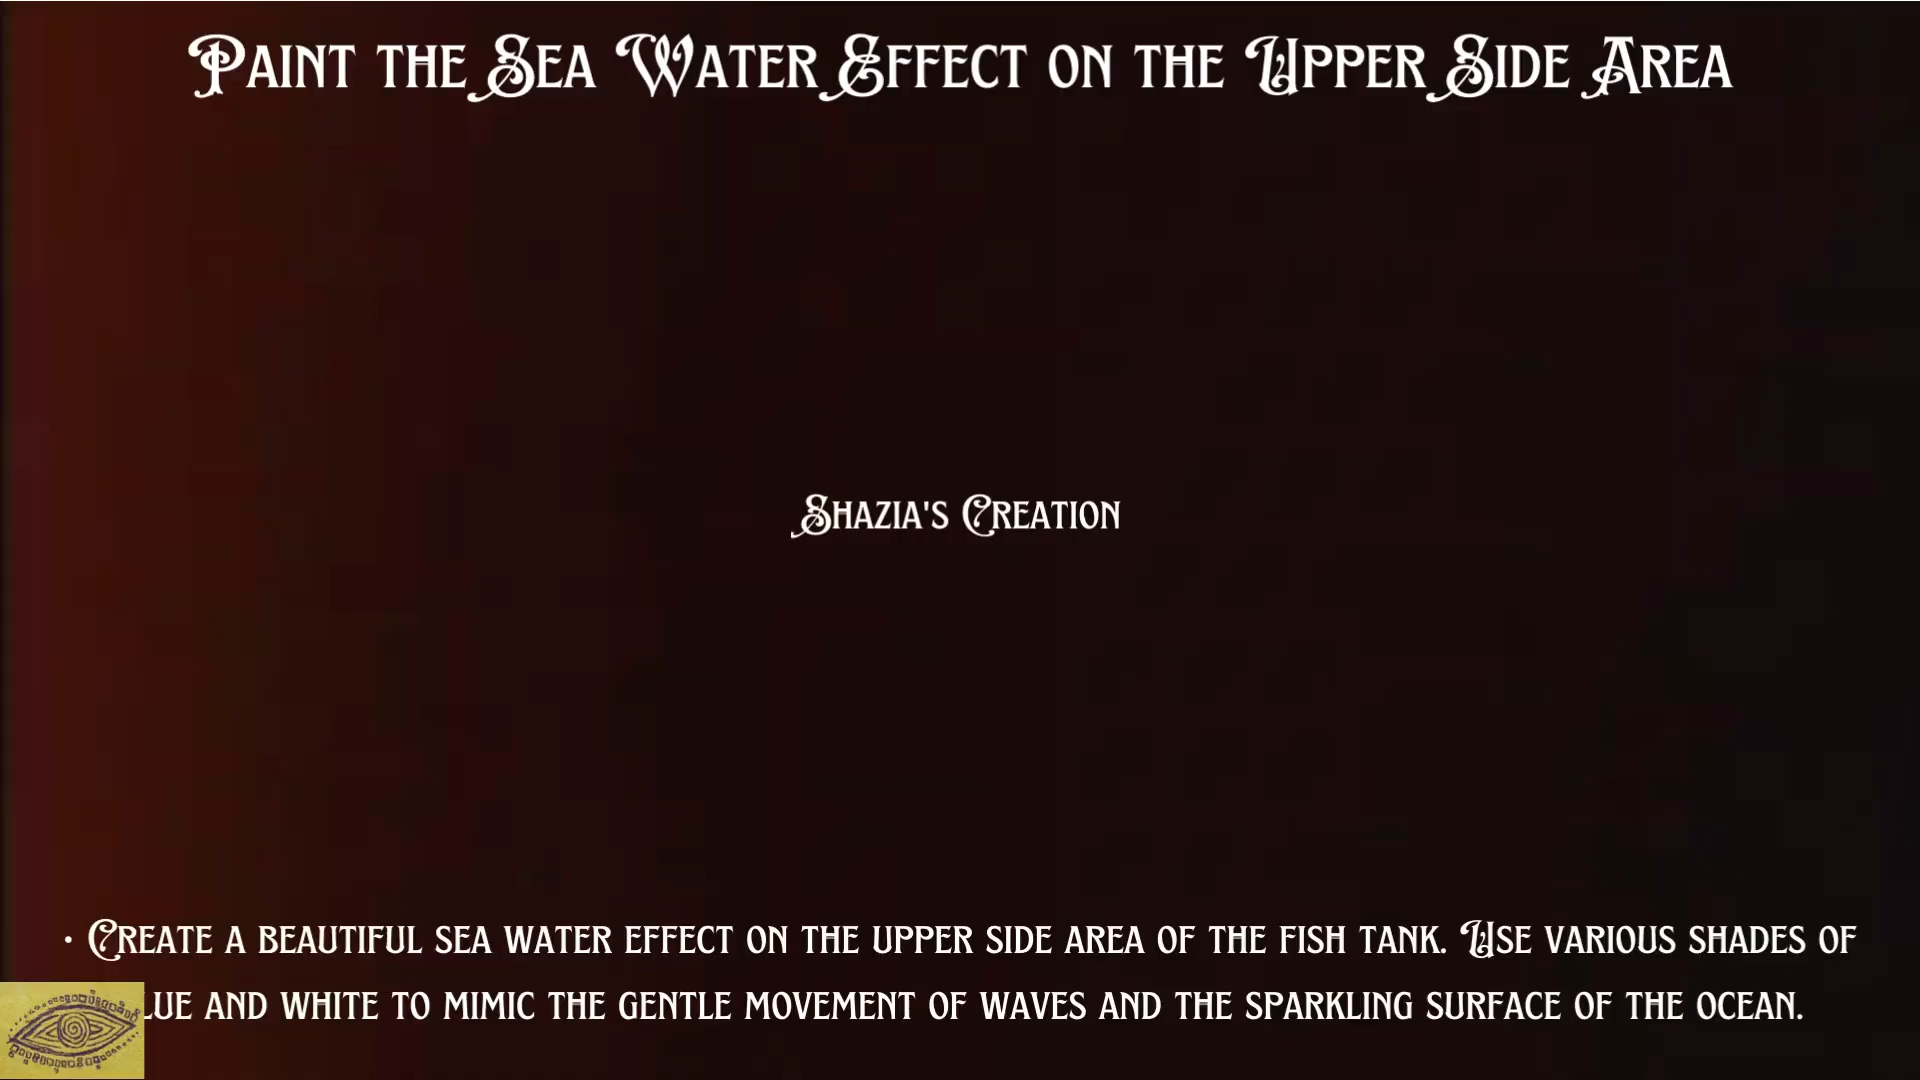 Paint the Sea Water Effect on the Upper Side Area
Shazia's Creation
• Create a beautiful sea water effect on the upper side area of the fish tank. Use various shades of
lue and white to mimic the gentle movement of waves and the sparkling surface of the ocean.